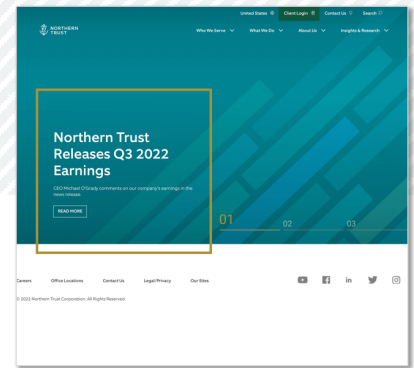 United States
Client Login
Contact Us
Search
NORTHERN
TRUST
Who We Serve
What We Do
About Us
Insights & Research
Northern Trust
Releases Q3 2022
Earnings
CEO Michael O'Grady comments on our company's earnings in the
news release.
READ MORE
01
02
03
Careers
Office Locations
Contact Us
Legal/Privacy
Our Sites
© 2022 Northern Trust Corporation. All Rights Reserved.